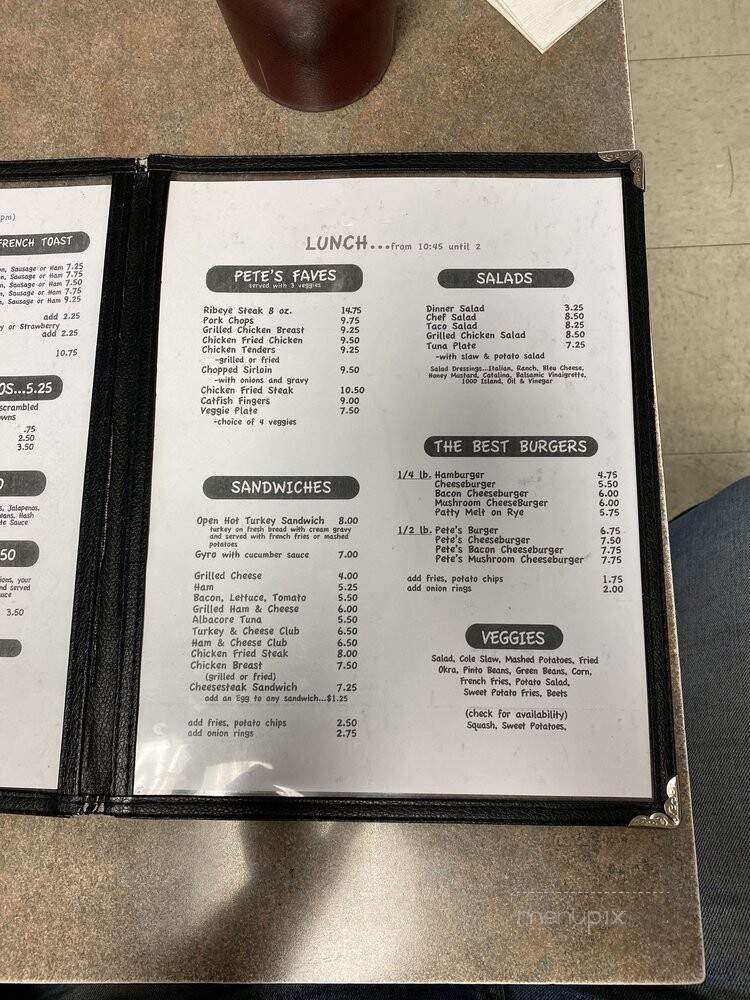 pm)
FRENCH TOAST
Sausage or Ham 7.25
Sausage or Ham 7.75
Sausage or Ham 7.50
Sausage or Ham 7.75
Sausage or Ham 9.25
add 2.25
or Strawberry
add 2.25
10.75
...5.25
scrambled
.75
2.50
3.50
Jalapenos,
Hash
Sauce
50
your
served
3.50
LUNCH...from 10:45 until 2
PETE'S FAVES
served with 3 veggies
Ribeye Steak 8 oz. 14.75
Pork Chops 9.75
Grilled Chicken Breast 9.25
Chicken Fried Chicken 9.50
Chicken Tenders 9.25
-grilled or fried
Chopped Sirloin 9.50
-with onions and gravy
Chicken Fried Steak 10.50
Catfish Fingers 9.00
Veggie Plate 7.50
-choice of 4 veggies
SANDWICHES
Open Hot Turkey Sandwich 8.00
turkey on fresh bread with cream gravy
and served with french fries or mashed
potatoes
Gyro with cucumber sauce 7.00
Grilled Cheese 4.00
Ham 5.25
Bacon, Lettuce, Tomato 5.50
Grilled Ham & Cheese 6.00
Albacore Tuna 5.50
Turkey & Cheese Club 6.50
Ham & Cheese Club 6.50
Chicken Fried Steak 8.00
Chicken Breast 7.50
(grilled or fried)
Cheesesteak Sandwich 7.25
add an Egg to any sandwich...$1.25
add fries, potato chips 2.50
add onion rings 2.75
SALADS
Dinner Salad 3.25
Chef Salad 8.50
Taco Salad 8.25
Grilled Chicken Salad 8.50
Tuna Plate 7.25
-with slaw & potato salad
Salad Dressings...Italian, Ranch, Bleu Cheese,
Honey Mustard, Catalina, Balsamic Vinaigrette,
1000 Island, Oil & Vinegar
THE BEST BURGERS
1/4 lb. Hamburger 4.75
Cheeseburger 5.50
Bacon Cheeseburger 6.00
Mushroom CheeseBurger 6.00
Patty Melt on Rye 5.75
1/2 lb. Pete's Burger 6.75
Pete's Cheeseburger 7.50
Pete's Bacon Cheeseburger 7.75
Pete's Mushroom Cheeseburger 7.75
add fries, potato chips 1.75
add onion rings 2.00
VEGGIES
Salad, Cole Slaw, Mashed Potatoes, Fried
Okra, Pinto Beans, Green Beans, Corn,
French Fries, Potato Salad,
Sweet Potato Fries, Beets
(check for availability)
Squash, Sweet Potatoes,
menupix